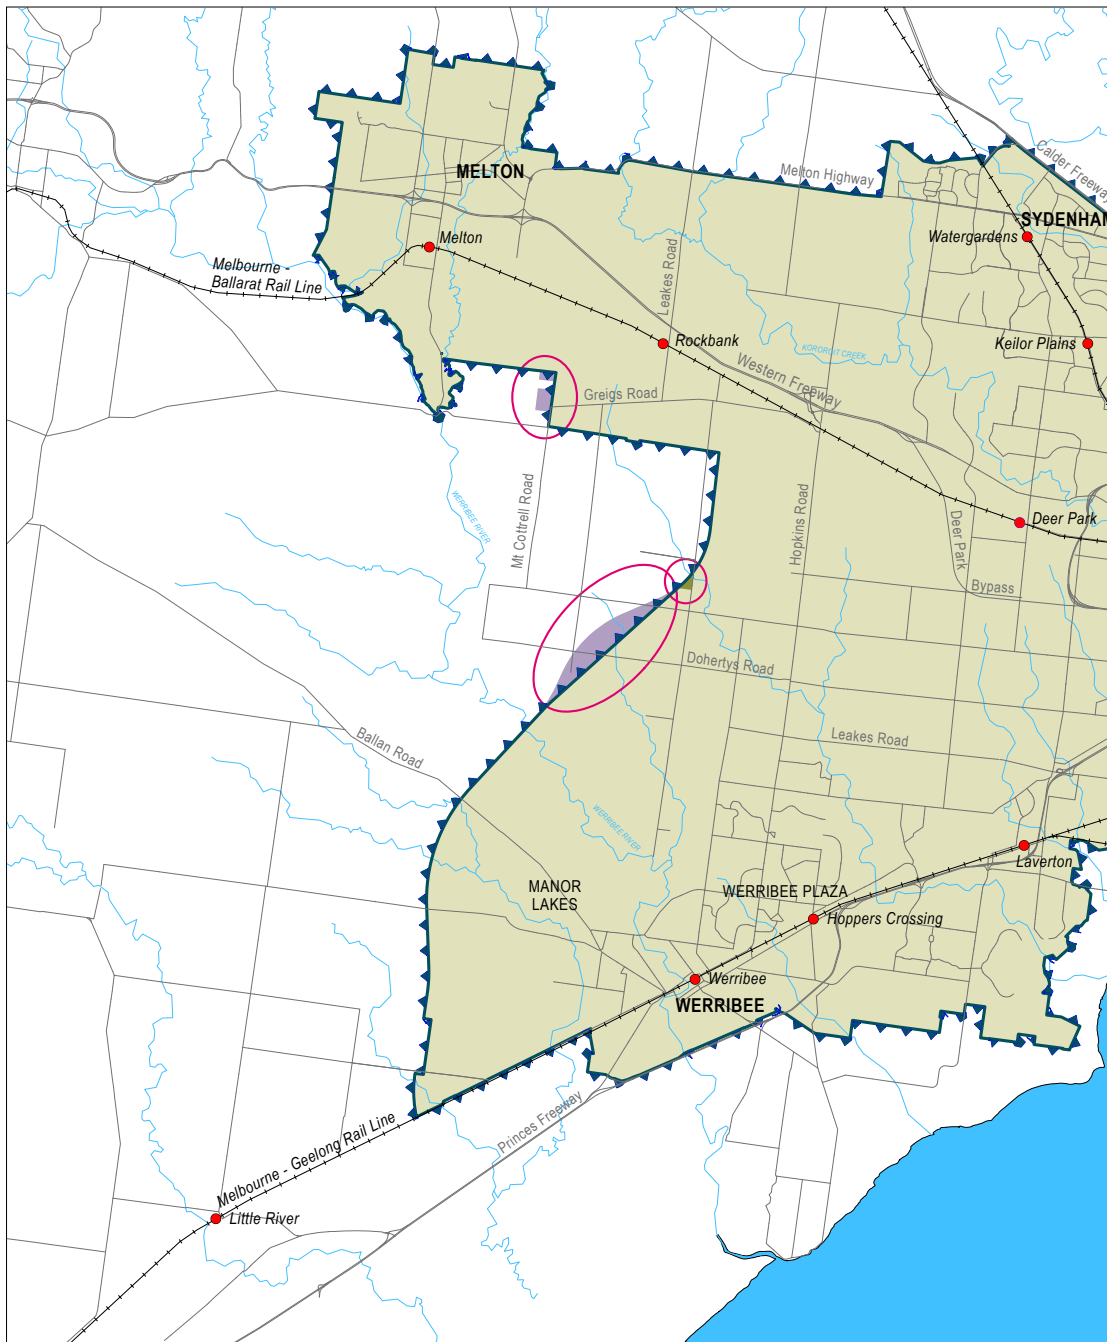 Calder Freeway
MELTON
Melton Highway
SYDENHAM
Watergardens
Melton
Melbourne -
Ballarat Rail Line
Leakes Road
Rockbank
KOROROIT CREEK
Keilor Plains
Western Freeway
Greigs Road
Mt Cottrell Road
WERRIBEE RIVER
Hopkins Road
Deer Park
Deer Park
Bypass
Dohertys Road
Ballan Road
Leakes Road
WERRIBEE RIVER
Laverton
MANOR
LAKES
WERRIBEE PLAZA
Hoppers Crossing
Werribee
WERRIBEE
Princes Freeway
Melbourne - Geelong Rail Line
Little River